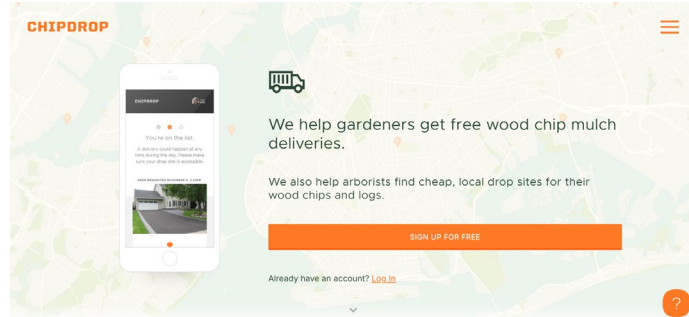 CHIPDROP
CHIPDROP
You're on the list.
A delivery could happen at any
time during the day. Please make
sure your drop site is accessible.
We help gardeners get free wood chip mulch
deliveries.
We also help arborists find cheap, local drop sites for their
wood chips and logs.
SIGN UP FOR FREE
Already have an account? Log In
?